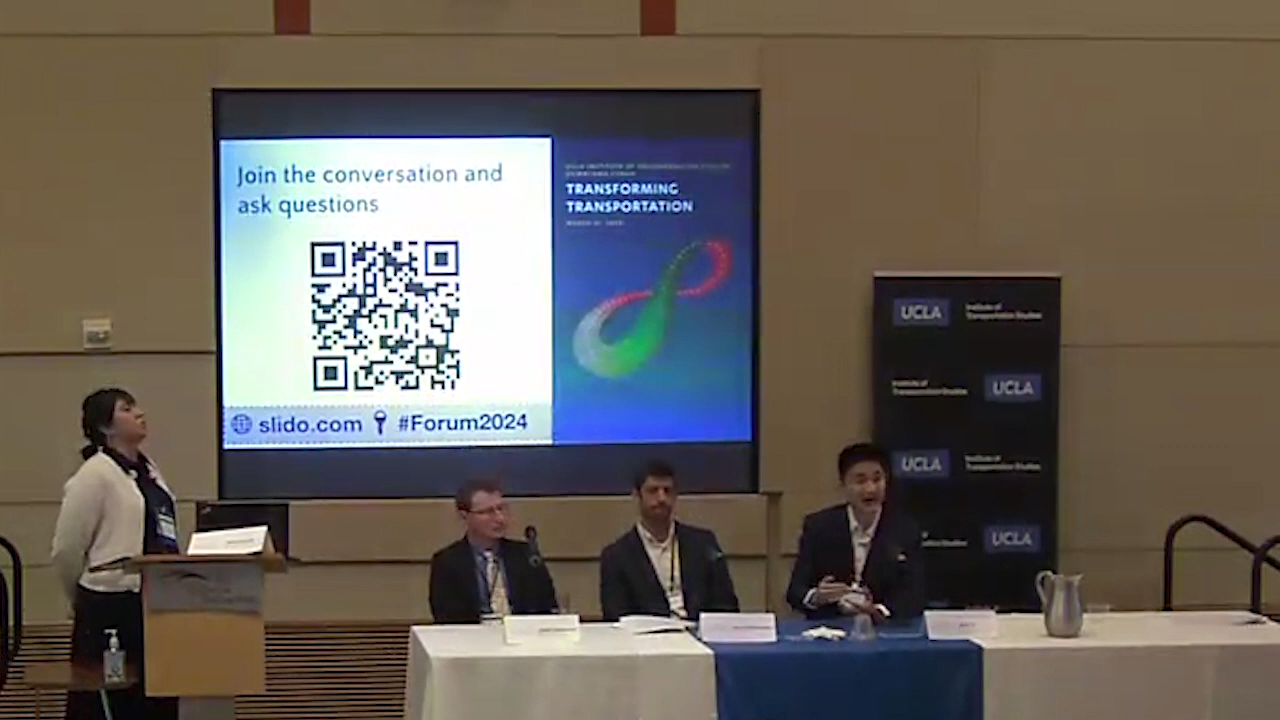 Join the conversation and
ask questions
slido.com #Forum2024
TRANSFORMING
TRANSPORTATION
UCLA Institute of
Transportation Studies
Institute of
Transportation Studies UCLA
UCLA Institute of
Transportation Studies
UCLA